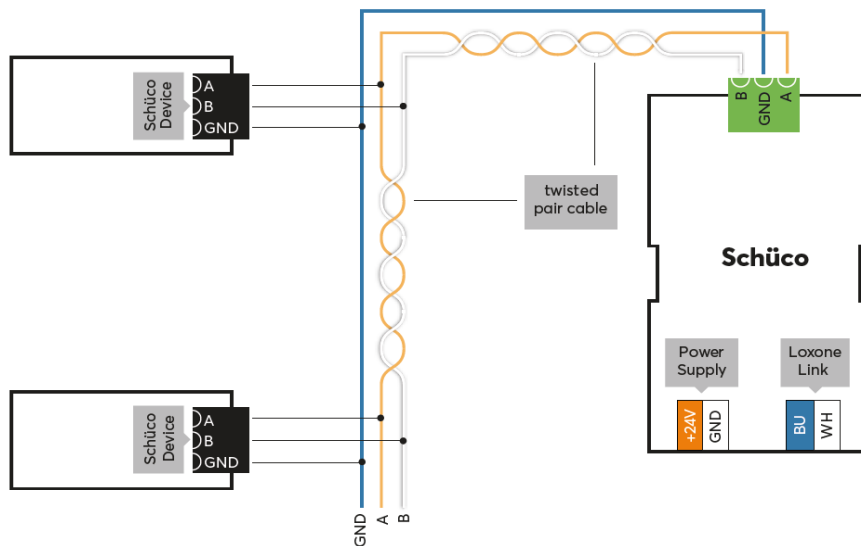 B
GND
A
Schüco
Device
A
B
GND
twisted
pair cable
Schüco
Power
Supply
Loxone
Link
+24V
GND
BU
WH
Schüco
Device
A
B
GND
GND
A
B